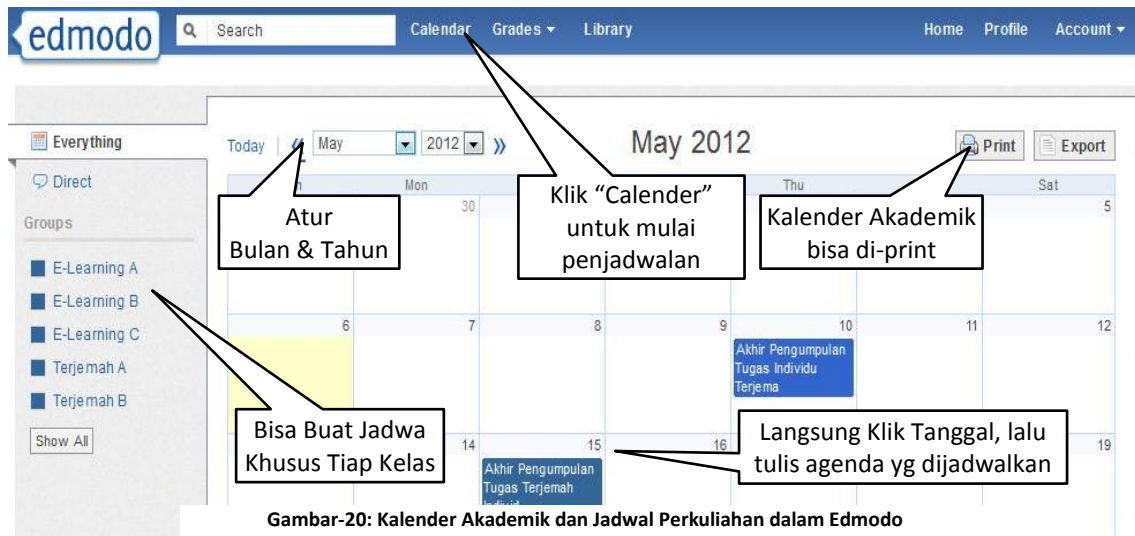 edmodo
Search
Calendar Grades Library
Home Profile Account
Everything
Direct
Groups
E-Learning A
E-Learning B
E-Learning C
Terjemah A
Terjemah B
Show All
Today « May 2012 »
May 2012
Print Export
Mon Thu Sat
30 5
Atur
Bulan & Tahun
Klik “Calender”
untuk mulai
penjadwalan
Kalender Akademik
bisa di-print
6 7 8 9 10 11 12
Akhir Pengumpulan
Tugas Individu
Terjema
Bisa Buat Jadwa
Khusus Tiap Kelas
Langsung Klik Tanggal, lalu
tulis agenda yg dijadwalkan
14 15 16 19
Akhir Pengumpulan
Tugas Terjemah
Gambar-20: Kalender Akademik dan Jadwal Perkuliahan dalam Edmodo